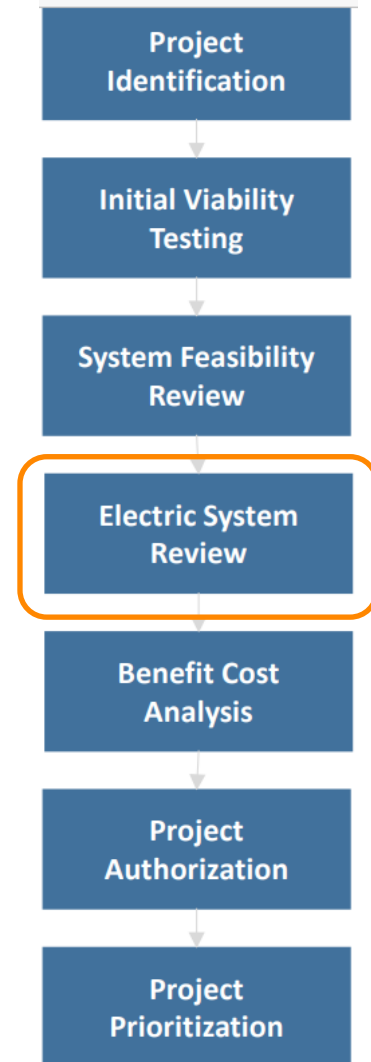 Project
Identification
Initial Viability
Testing
System Feasibility
Review
Electric System
Review
Benefit Cost
Analysis
Project
Authorization
Project
Prioritization